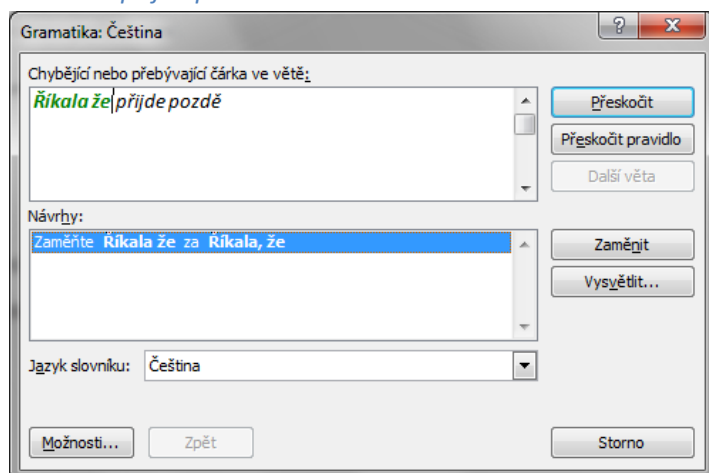 Gramatika: Čeština
Chybějící nebo přebývající čárka ve větě:
Říkala že přijde pozdě
Přeskočit
Přeskočit pravidlo
Další věta
Návrhy:
Zaměňte Říkala že za Říkala, že
Zaměnit
Vysvětlit...
Jazyk slovníku: Čeština
Možnosti... Zpět Storno